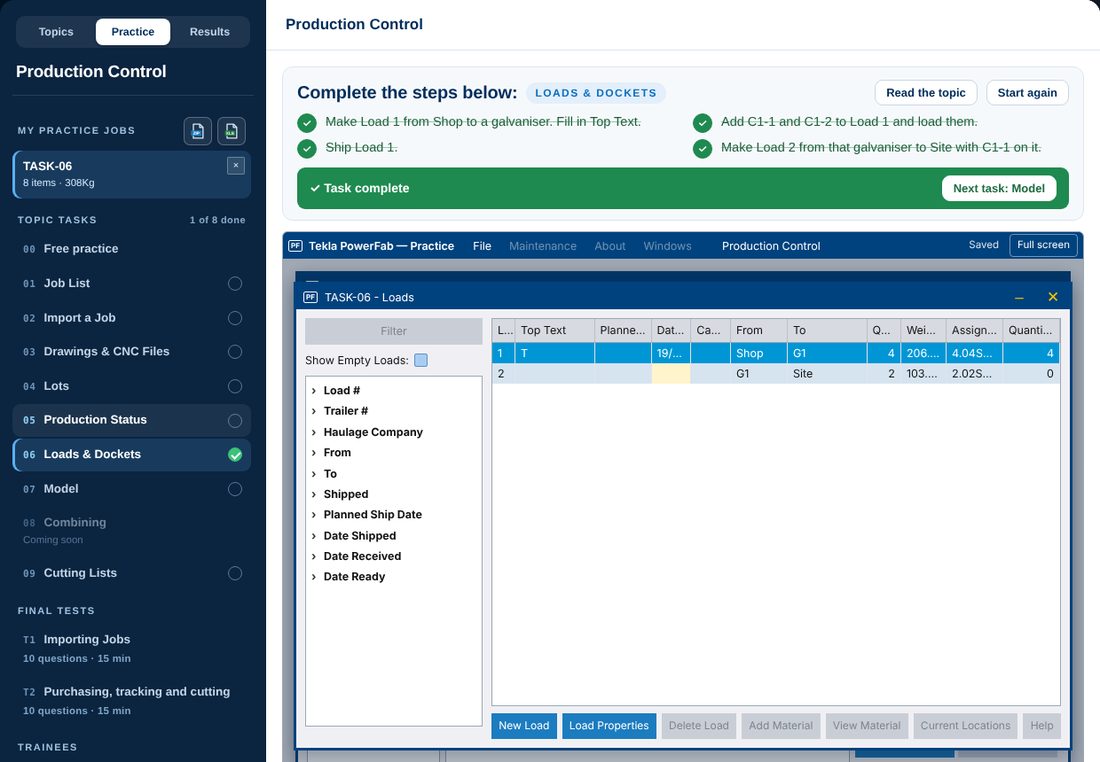 Topics Practice Results
Production Control
MY PRACTICE JOBS
TASK-06
×
8 items · 308Kg
TOPIC TASKS 1 of 8 done
00 Free practice
01 Job List
02 Import a Job
03 Drawings & CNC Files
04 Lots
05 Production Status
06 Loads & Dockets
07 Model
08 Combining
Coming soon
09 Cutting Lists
FINAL TESTS
T1 Importing Jobs
10 questions · 15 min
T2 Purchasing, tracking and cutting
10 questions · 15 min
TRAINEES
Production Control
Complete the steps below: LOADS & DOCKETS Read the topic Start again
Make Load 1 from Shop to a galvaniser. Fill in Top Text.
Add C1-1 and C1-2 to Load 1 and load them.
Ship Load 1.
Make Load 2 from that galvaniser to Site with C1-1 on it.
✓ Task complete Next task: Model
PF Tekla PowerFab — Practice File Maintenance About Windows Production Control Saved Full screen
PF TASK-06 - Loads – ✕
Filter
Show Empty Loads:
› Load #
› Trailer #
› Haulage Company
› From
› To
› Shipped
› Planned Ship Date
› Date Shipped
› Date Received
› Date Ready
L... Top Text Planne... Dat... Ca... From To Q... Wei... Assign... Quanti...
1 T 19/... Shop G1 4 206.... 4.04S... 4
2 G1 Site 2 103.... 2.02S... 0
New Load Load Properties Delete Load Add Material View Material Current Locations Help